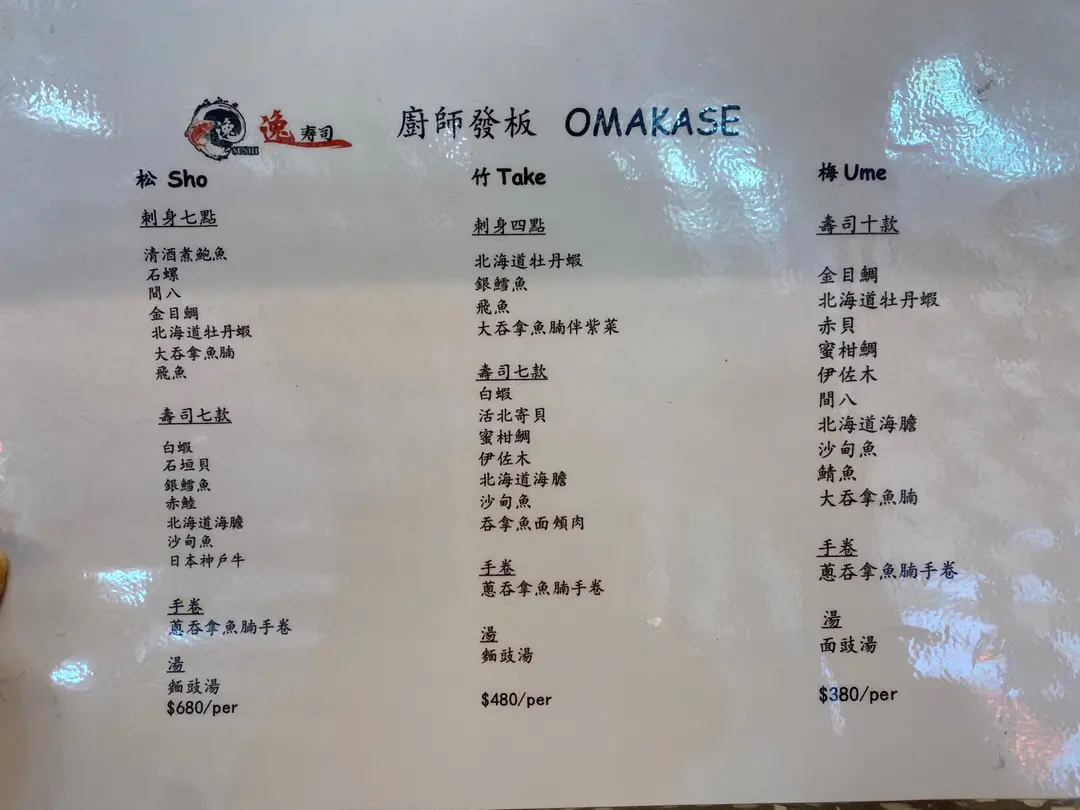 逸 SUSHI 逸 寿司 廚師發板 OMAKASE
松 Sho
刺身七點
清酒煮鮑魚
石螺
間八
金目鯛
北海道牡丹蝦
大吞拿魚腩
飛魚
壽司七款
白蝦
石垣貝
銀鱈魚
赤鯥
北海道海膽
沙甸魚
日本神戶牛
手卷
蔥吞拿魚腩手卷
湯
麵豉湯
$680/per
竹 Take
刺身四點
北海道牡丹蝦
銀鱈魚
飛魚
大吞拿魚腩伴紫菜
壽司七款
白蝦
活北寄貝
蜜柑鯛
伊佐木
北海道海膽
沙甸魚
吞拿魚面頰肉
手卷
蔥吞拿魚腩手卷
湯
麵豉湯
$480/per
梅 Ume
壽司十款
金目鯛
北海道牡丹蝦
赤貝
蜜柑鯛
伊佐木
間八
北海道海膽
沙甸魚
鯖魚
大吞拿魚腩
手卷
蔥吞拿魚腩手卷
湯
面豉湯
$380/per